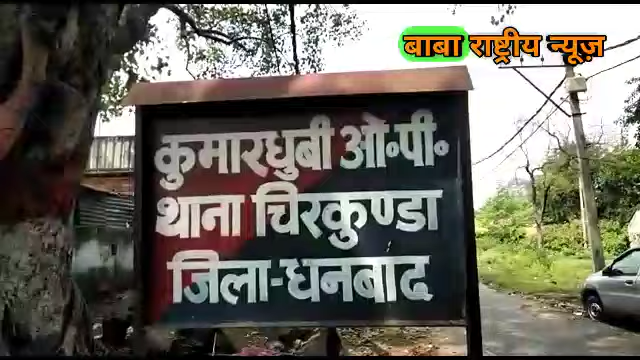 बाबा राष्ट्रीय न्यूज़
कुमारधुबी ओ॰पी॰
थाना चिरकुण्डा
जिला-धनबाद